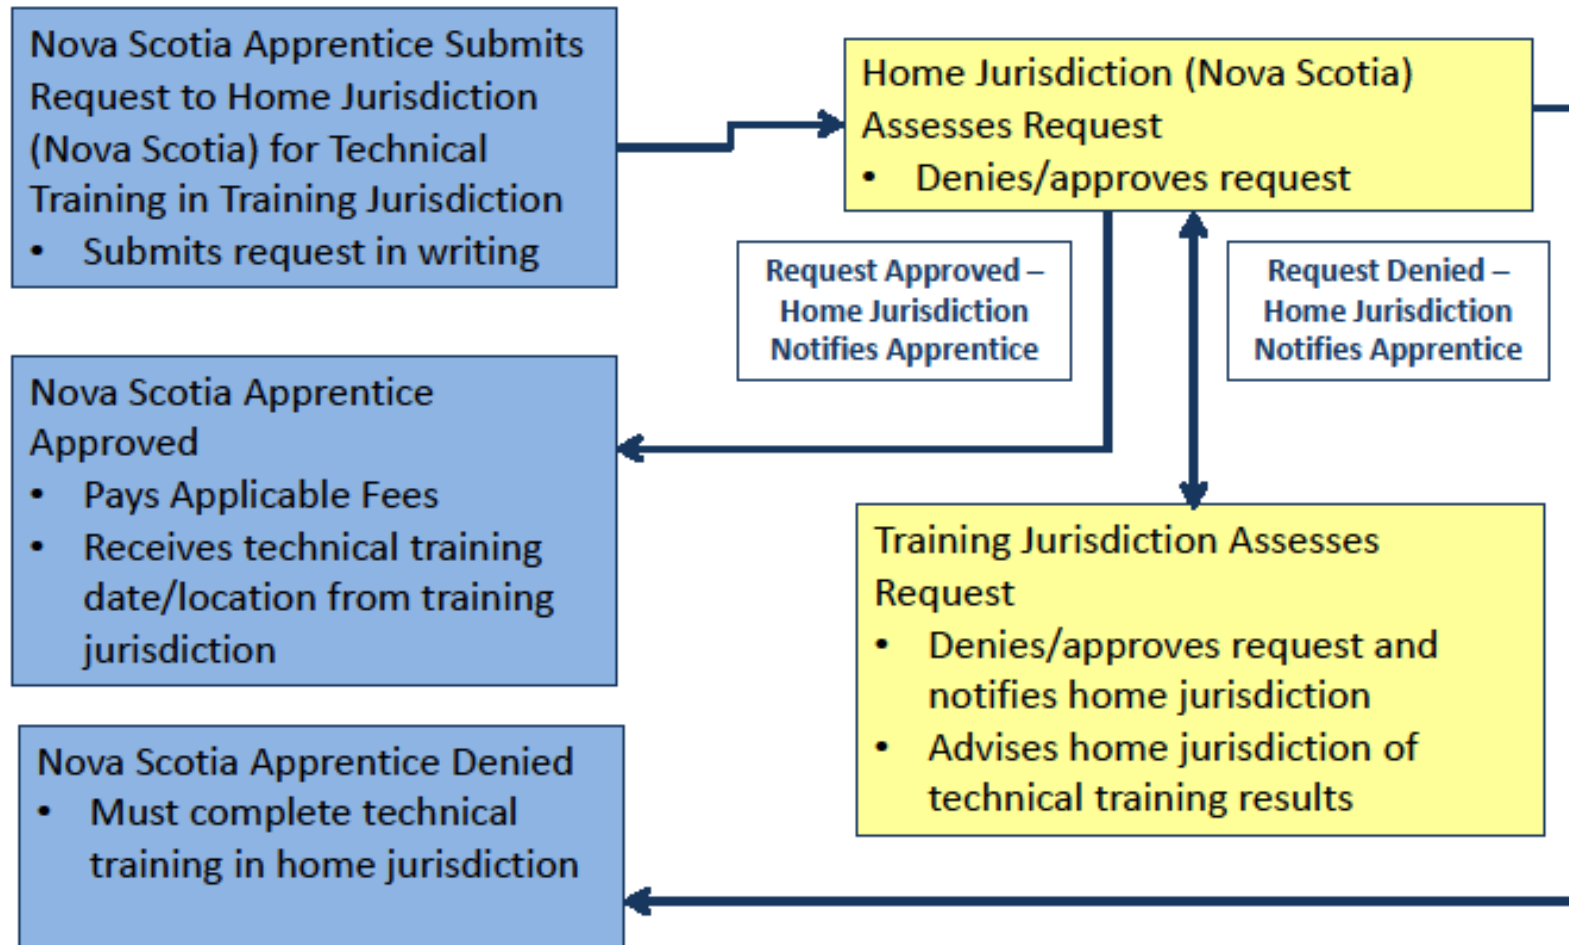 Nova Scotia Apprentice Submits
Request to Home Jurisdiction
(Nova Scotia) for Technical
Training in Training Jurisdiction
• Submits request in writing
Home Jurisdiction (Nova Scotia)
Assesses Request
• Denies/approves request
Request Approved –
Home Jurisdiction
Notifies Apprentice
Request Denied –
Home Jurisdiction
Notifies Apprentice
Nova Scotia Apprentice
Approved
• Pays Applicable Fees
• Receives technical training
date/location from training
jurisdiction
Training Jurisdiction Assesses
Request
• Denies/approves request and
notifies home jurisdiction
• Advises home jurisdiction of
technical training results
Nova Scotia Apprentice Denied
• Must complete technical
training in home jurisdiction